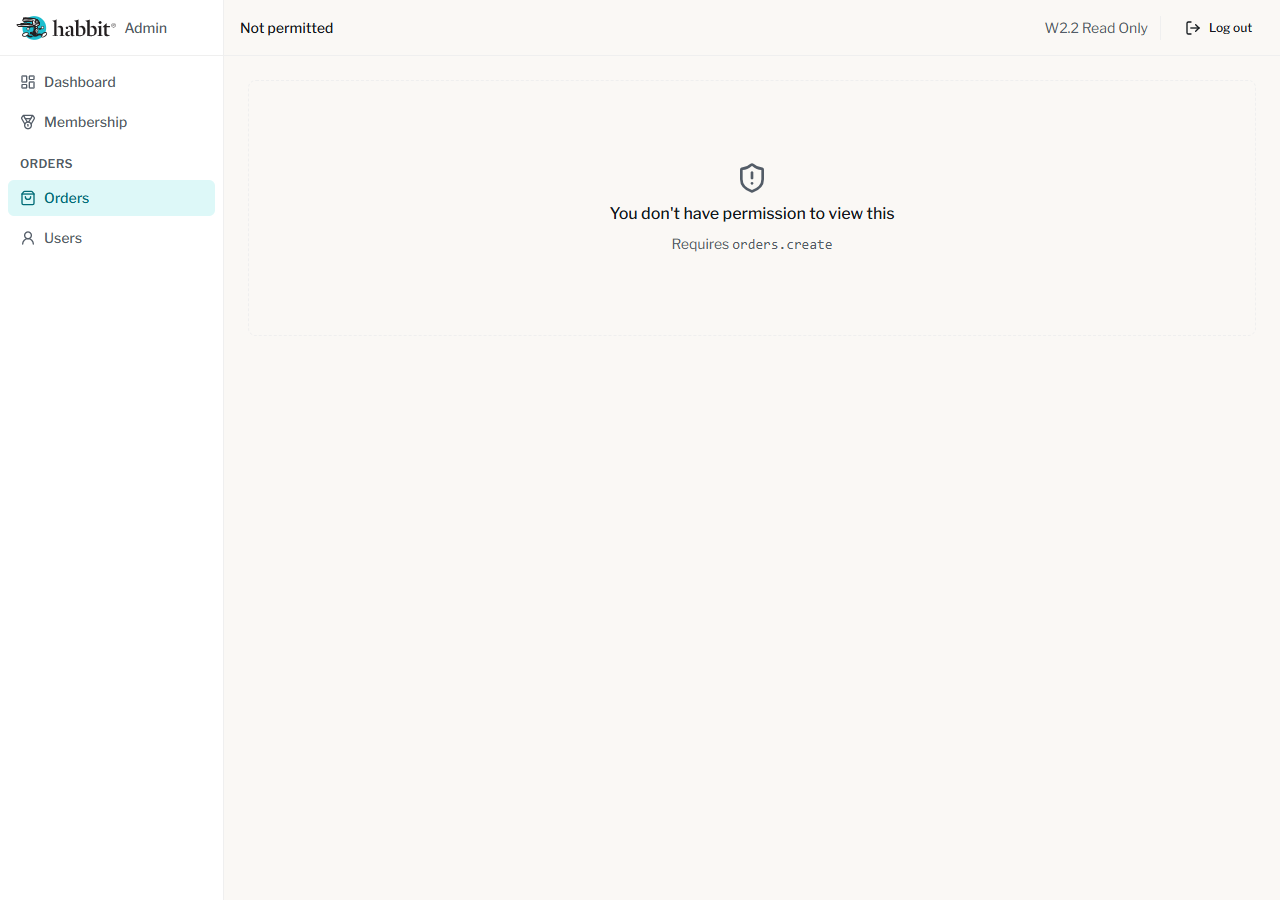 habbit® Admin
Not permitted
W2.2 Read Only
Log out
Dashboard
Membership
ORDERS
Orders
Users
You don't have permission to view this
Requires orders.create